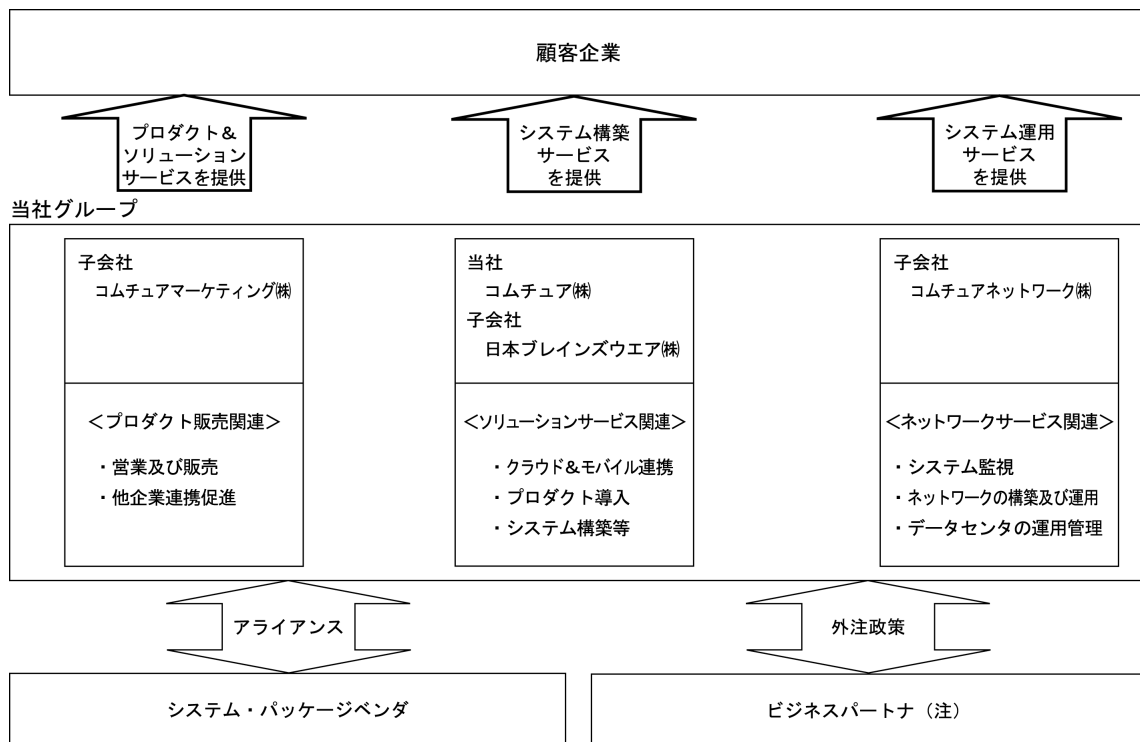 顧客企業
プロダクト&
ソリューション
サービスを提供
システム構築
サービス
を提供
システム運用
サービス
を提供
当社グループ
子会社
コムチュアマーケティング㈱
<プロダクト販売関連>
・営業及び販売
・他企業連携促進
当社
コムチュア㈱
子会社
日本ブレインズウエア㈱
<ソリューションサービス関連>
・クラウド&モバイル連携
・プロダクト導入
・システム構築等
子会社
コムチュアネットワーク㈱
<ネットワークサービス関連>
・システム監視
・ネットワークの構築及び運用
・データセンタの運用管理
アライアンス
外注政策
システム・パッケージベンダ
ビジネスパートナ(注)